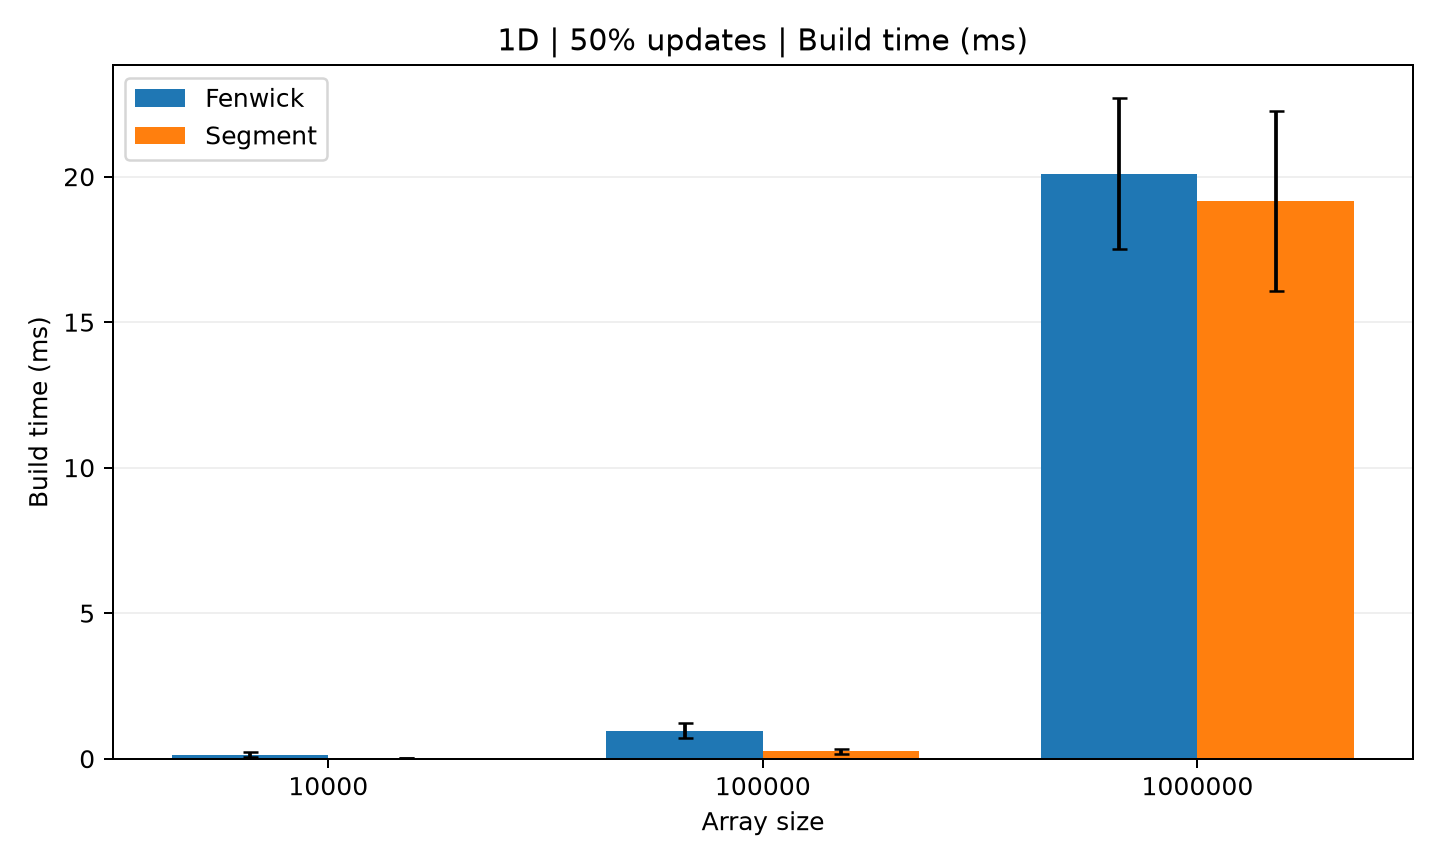 1D | 50% updates | Build time (ms)
Fenwick
Segment
20
15
10
5
0
Build time (ms)
10000
100000
1000000
Array size